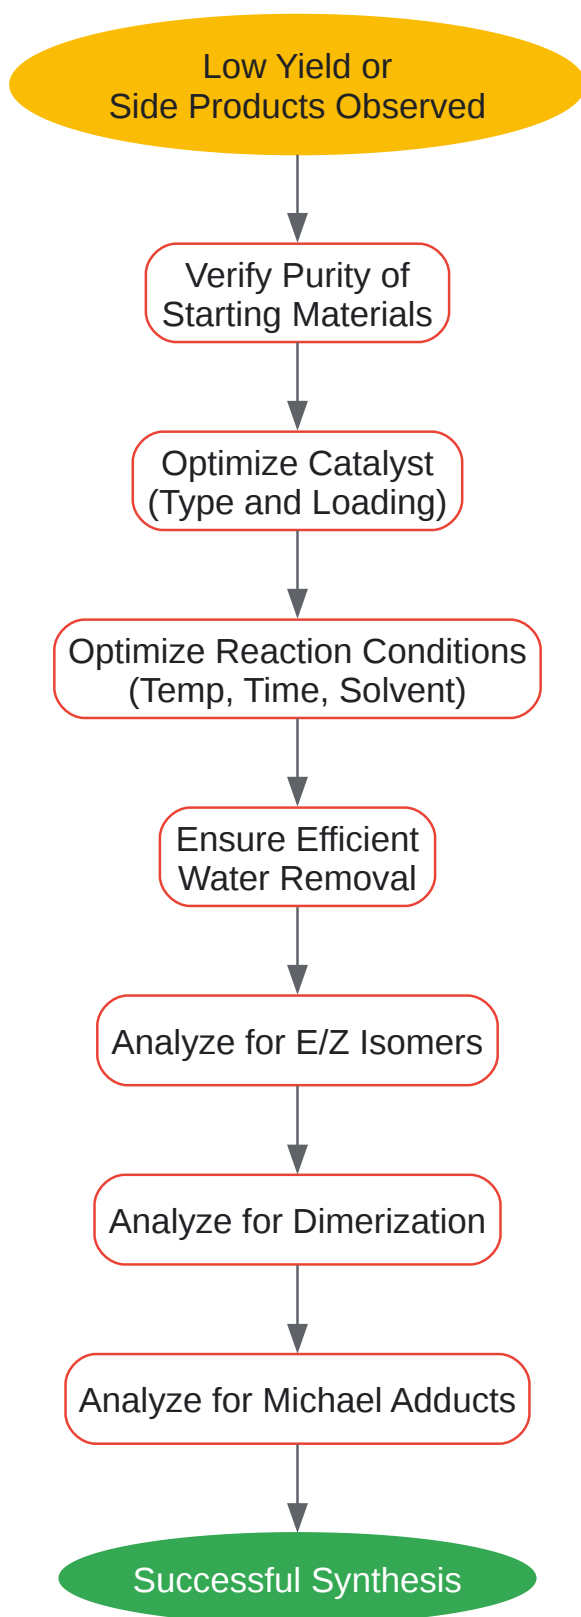 Low Yield or
Side Products Observed
Verify Purity of
Starting Materials
Optimize Catalyst
(Type and Loading)
Optimize Reaction Conditions
(Temp, Time, Solvent)
Ensure Efficient
Water Removal
Analyze for E/Z Isomers
Analyze for Dimerization
Analyze for Michael Adducts
Successful Synthesis